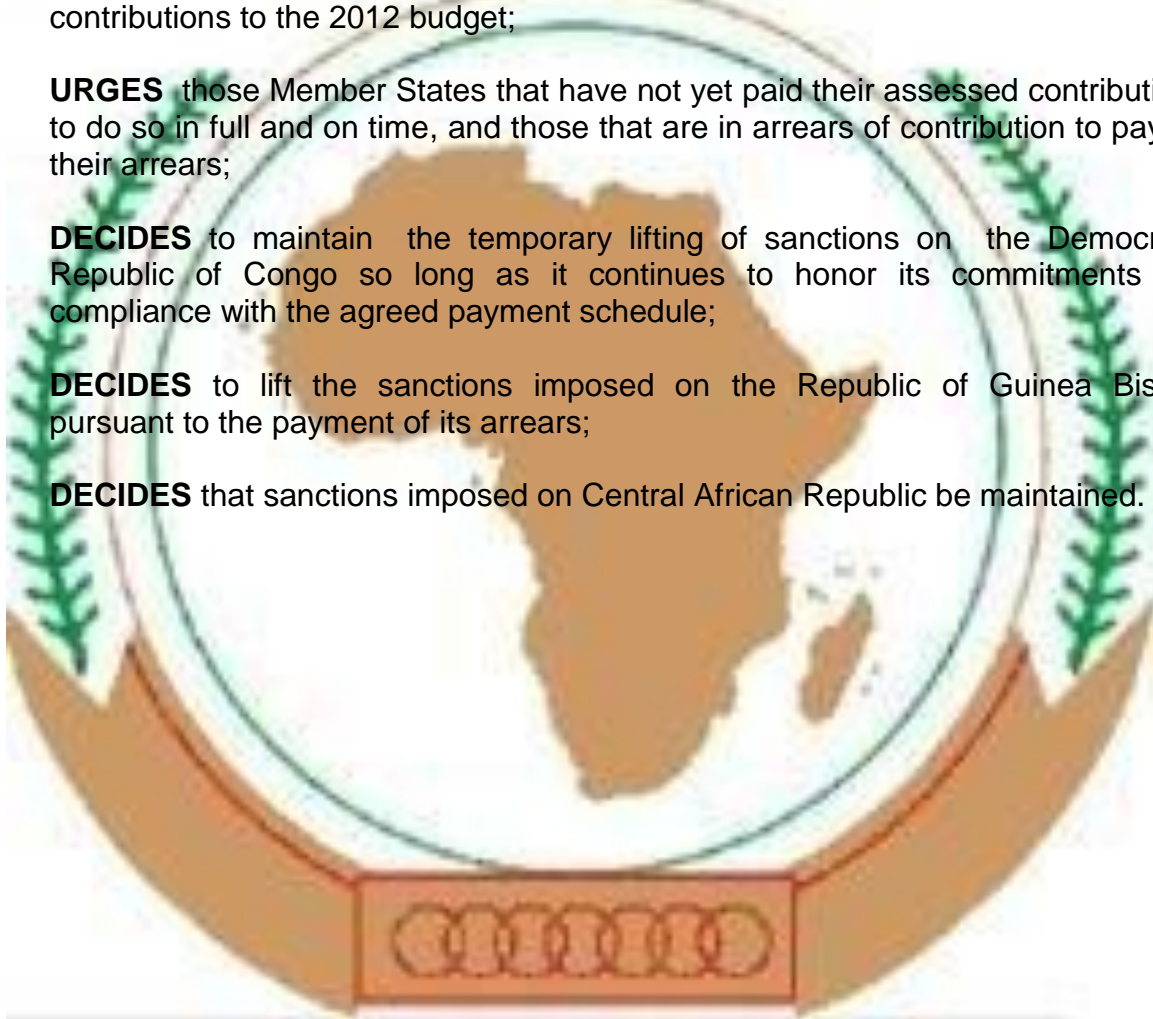 contributions to the 2012 budget;
URGES those Member States that have not yet paid their assessed contributi
to do so in full and on time, and those that are in arrears of contribution to pay
their arrears;
DECIDES to maintain the temporary lifting of sanctions on the Democr
Republic of Congo so long as it continues to honor its commitments
compliance with the agreed payment schedule;
DECIDES to lift the sanctions imposed on the Republic of Guinea Bis
pursuant to the payment of its arrears;
DECIDES that sanctions imposed on Central African Republic be maintained.